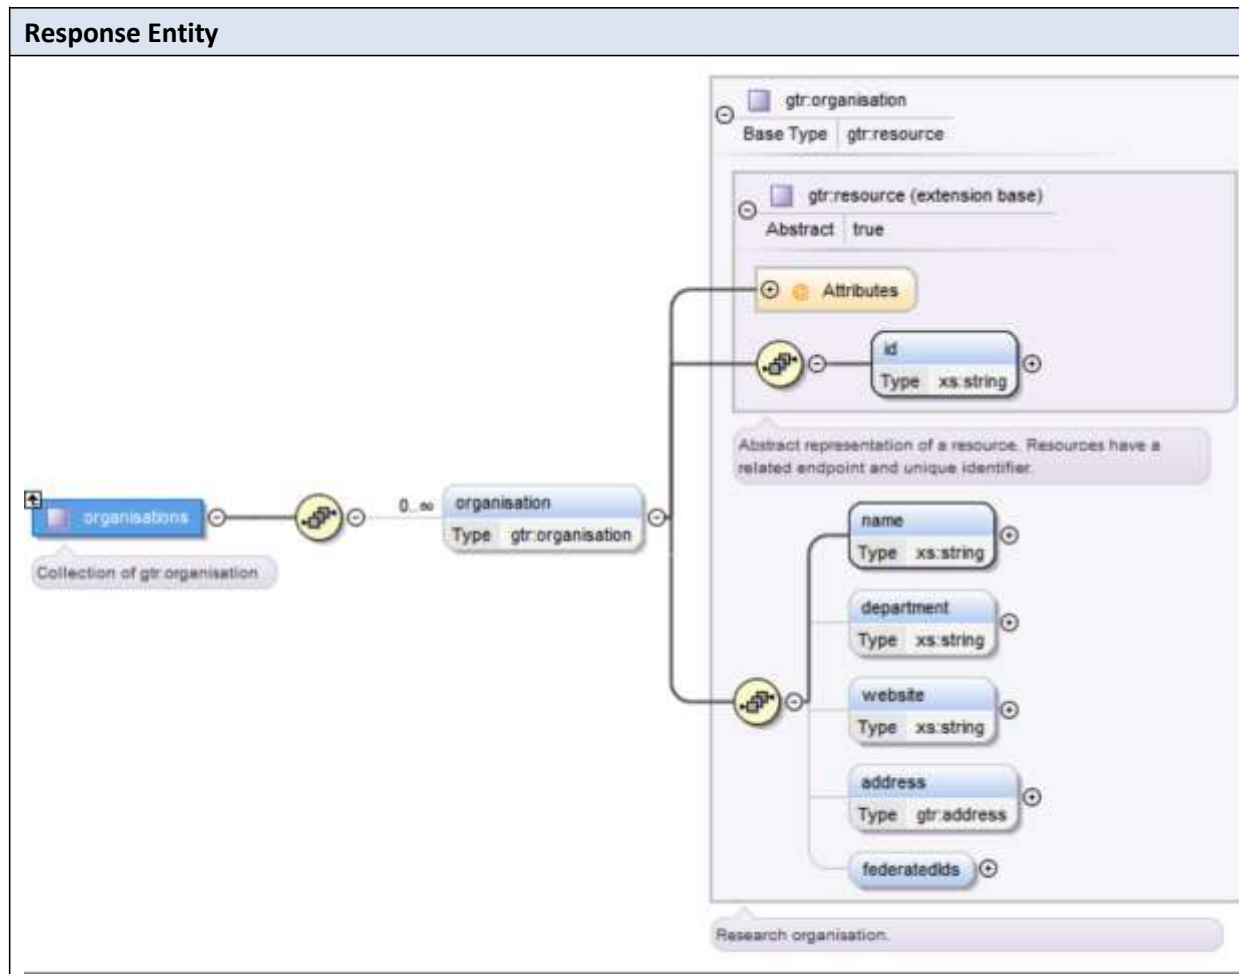 Response Entity
gtr:organisation
Base Type gtr:resource
gtr:resource (extension base)
Abstract true
Attributes
id
Type xs:string
Abstract representation of a resource. Resources have a
related endpoint and unique identifier.
organisations
0..∞
organisation
Type gtr:organisation
Collection of gtr:organisation
name
Type xs:string
department
Type xs:string
website
Type xs:string
address
Type gtr:address
federatedIds
Research organisation.